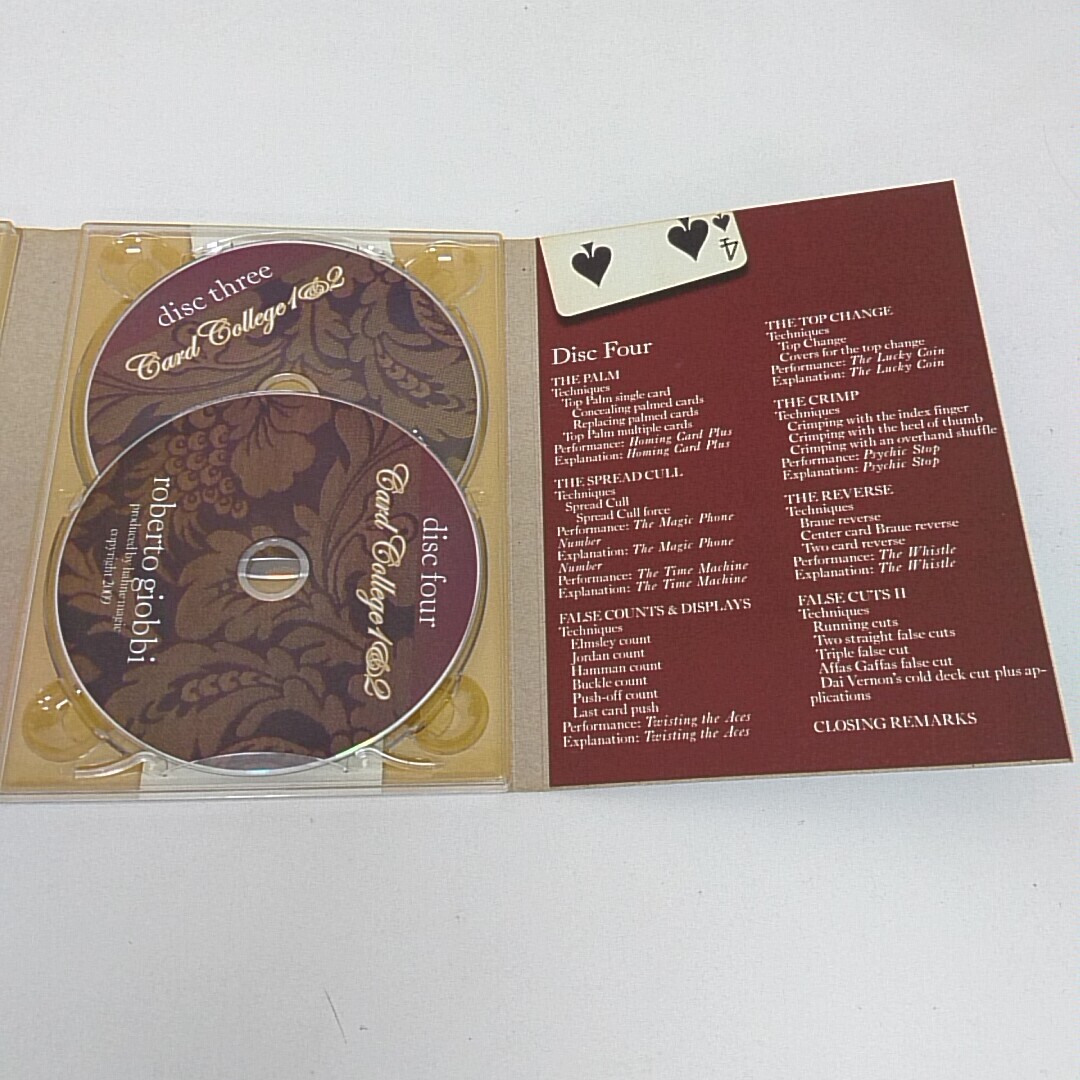 disc three
Card College 1&2
disc four
Card College 1&2
roberto giobbi
produced by
copyright 2009
4
Disc Four
THE PALM
Techniques
Top Palm single card
Concealing palmed cards
Replacing palmed cards
Top Palm multiple cards
Performance: Homing Card Plus
Explanation: Homing Card Plus
THE SPREAD CULL
Techniques
Spread Cull
Spread Cull force
Performance: The Magic Phone
Number
Explanation: The Magic Phone
Number
Performance: The Time Machine
Explanation: The Time Machine
FALSE COUNTS & DISPLAYS
Techniques
Elmsley count
Jordan count
Hamman count
Buckle count
Push-off count
Last card push
Performance: Twisting the Aces
Explanation: Twisting the Aces
THE TOP CHANGE
Techniques
Top Change
Covers for the top change
Performance: The Lucky Coin
Explanation: The Lucky Coin
THE CRIMP
Techniques
Crimping with the index finger
Crimping with the heel of thumb
Crimping with an overhand shuffle
Performance: Psychic Stop
Explanation: Psychic Stop
THE REVERSE
Techniques
Braue reverse
Center card Braue reverse
Two card reverse
Performance: The Whistle
Explanation: The Whistle
FALSE CUTS II
Techniques
Running cuts
Two straight false cuts
Triple false cut
Affas Gaffas false cut
Dai Vernon's cold deck cut plus ap-
plications
CLOSING REMARKS